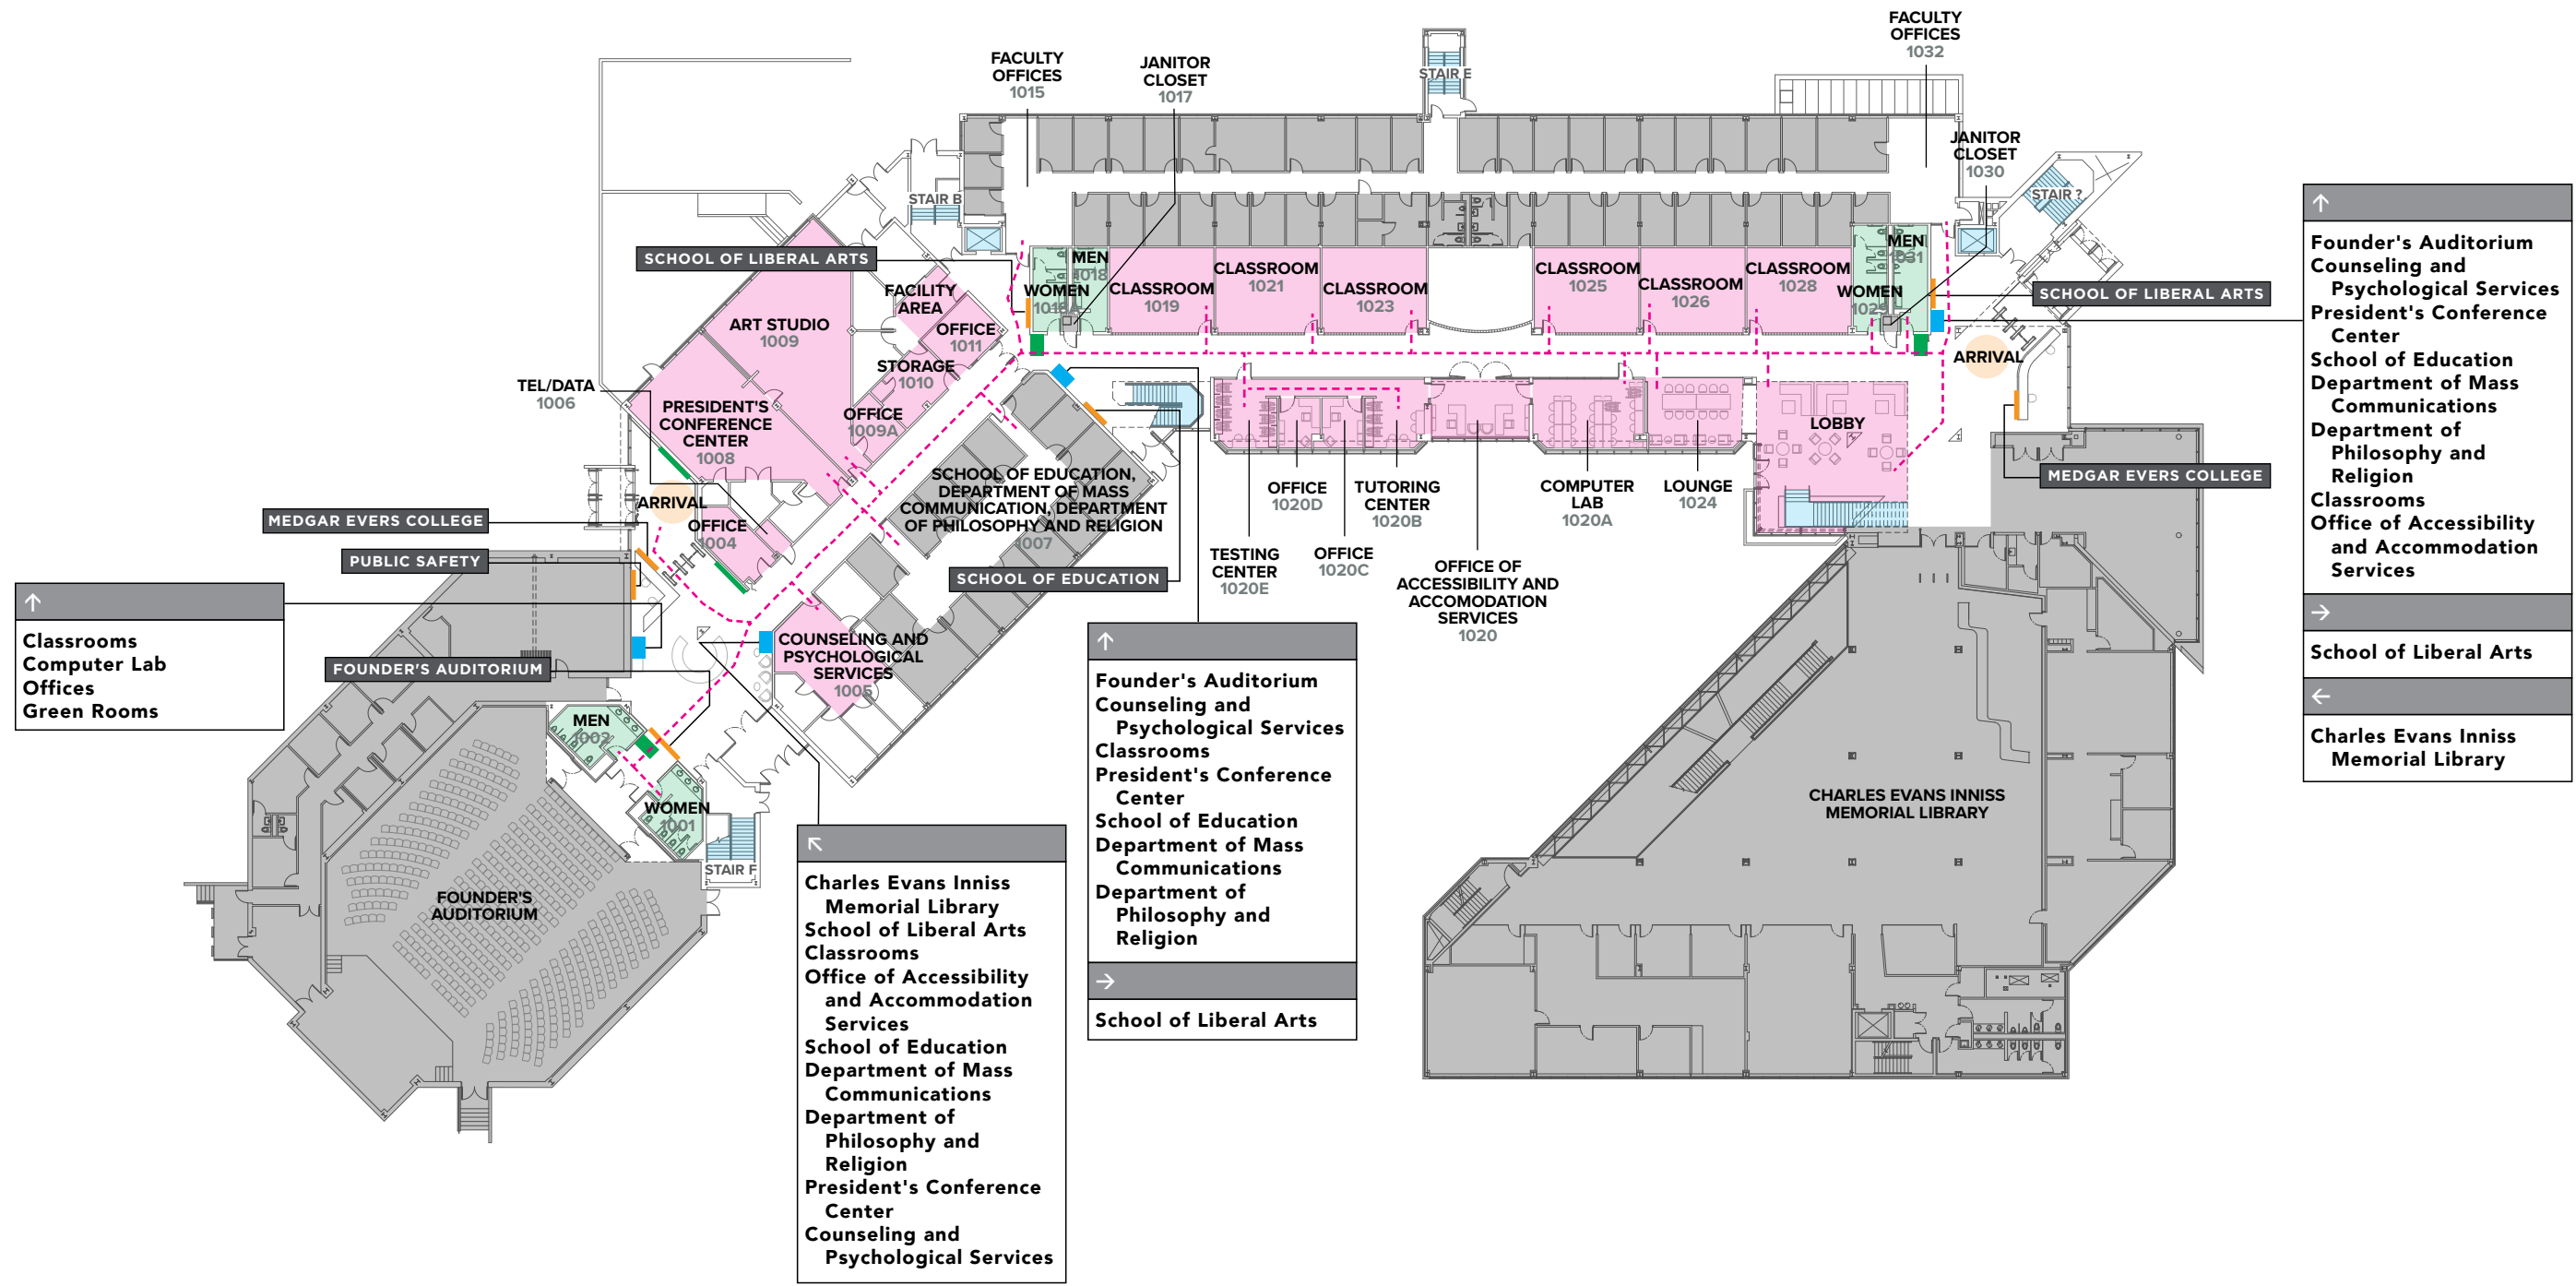 FACULTY
OFFICES
1015
JANITOR
CLOSET
1017
STAIR E
FACULTY
OFFICES
1032
JANITOR
CLOSET
1030
STAIR B
STAIR ?
SCHOOL OF LIBERAL ARTS
MEN
1018
WOMEN
CLASSROOM
1019
CLASSROOM
1021
CLASSROOM
1023
CLASSROOM
1025
CLASSROOM
1026
CLASSROOM
1028
MEN
1031
WOMEN
SCHOOL OF LIBERAL ARTS
ARRIVAL
MEDGAR EVERS COLLEGE
FACILITY
AREA
OFFICE
1011
STORAGE
1010
OFFICE
1009A
ART STUDIO
1009
TEL/DATA
1006
PRESIDENT'S
CONFERENCE
CENTER
1008
ARRIVAL
OFFICE
1004
MEDGAR EVERS COLLEGE
PUBLIC SAFETY
FOUNDER'S AUDITORIUM
SCHOOL OF EDUCATION,
DEPARTMENT OF MASS
COMMUNICATION, DEPARTMENT
OF PHILOSOPHY AND RELIGION
1007
SCHOOL OF EDUCATION
COUNSELING AND
PSYCHOLOGICAL
SERVICES
1005
TESTING
CENTER
1020E
OFFICE
1020D
OFFICE
1020C
TUTORING
CENTER
1020B
OFFICE OF
ACCESSIBILITY AND
ACCOMODATION
SERVICES
1020
COMPUTER
LAB
1020A
LOUNGE
1024
LOBBY
MEN
1002
WOMEN
1001
STAIR F
FOUNDER'S
AUDITORIUM
CHARLES EVANS INNISS
MEMORIAL LIBRARY
↑
Classrooms
Computer Lab
Offices
Green Rooms
↖
Charles Evans Inniss
Memorial Library
School of Liberal Arts
Classrooms
Office of Accessibility
and Accommodation
Services
School of Education
Department of Mass
Communications
Department of
Philosophy and
Religion
President's Conference
Center
Counseling and
Psychological Services
↑
Founder's Auditorium
Counseling and
Psychological Services
Classrooms
President's Conference
Center
School of Education
Department of Mass
Communications
Department of
Philosophy and
Religion
→
School of Liberal Arts
↑
Founder's Auditorium
Counseling and
Psychological Services
President's Conference
Center
School of Education
Department of Mass
Communications
Department of
Philosophy and
Religion
Classrooms
Office of Accessibility
and Accommodation
Services
→
School of Liberal Arts
←
Charles Evans Inniss
Memorial Library